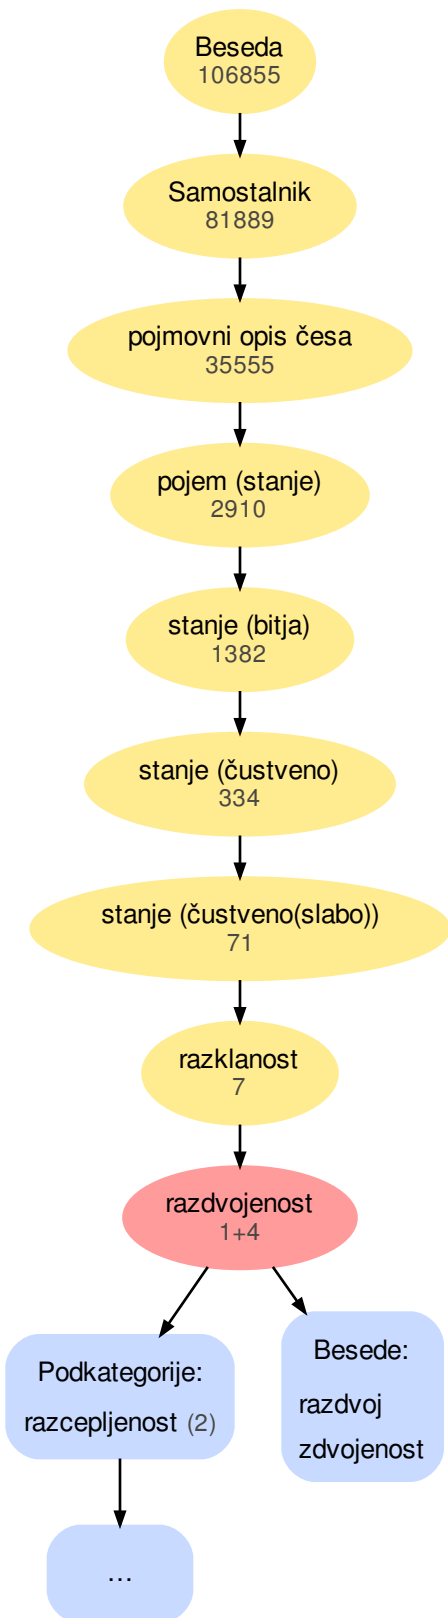 Beseda
106855
Samostalnik
81889
pojmovni opis česa
35555
pojem (stanje)
2910
stanje (bitja)
1382
stanje (čustveno)
334
stanje (čustveno(slabo))
71
razklanost
7
razdvojenost
1+4
Podkategorije:
razcepljenost (2)
Besede:
razdvoj
zdvojenost
...